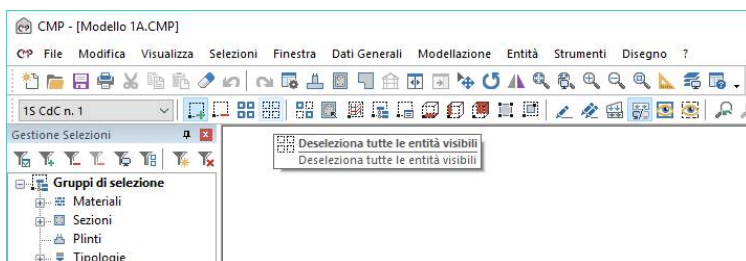 CMP - [Modello 1A.CMP]
CMP File Modifica Visualizza Selezioni Finestra Dati Generali Modellazione Entità Strumenti Disegno ?
1S CdC n. 1
Gestione Selezioni
Deseleziona tutte le entità visibili
Deseleziona tutte le entità visibili
Gruppi di selezione
Materiali
Sezioni
Plinti
Tipologie